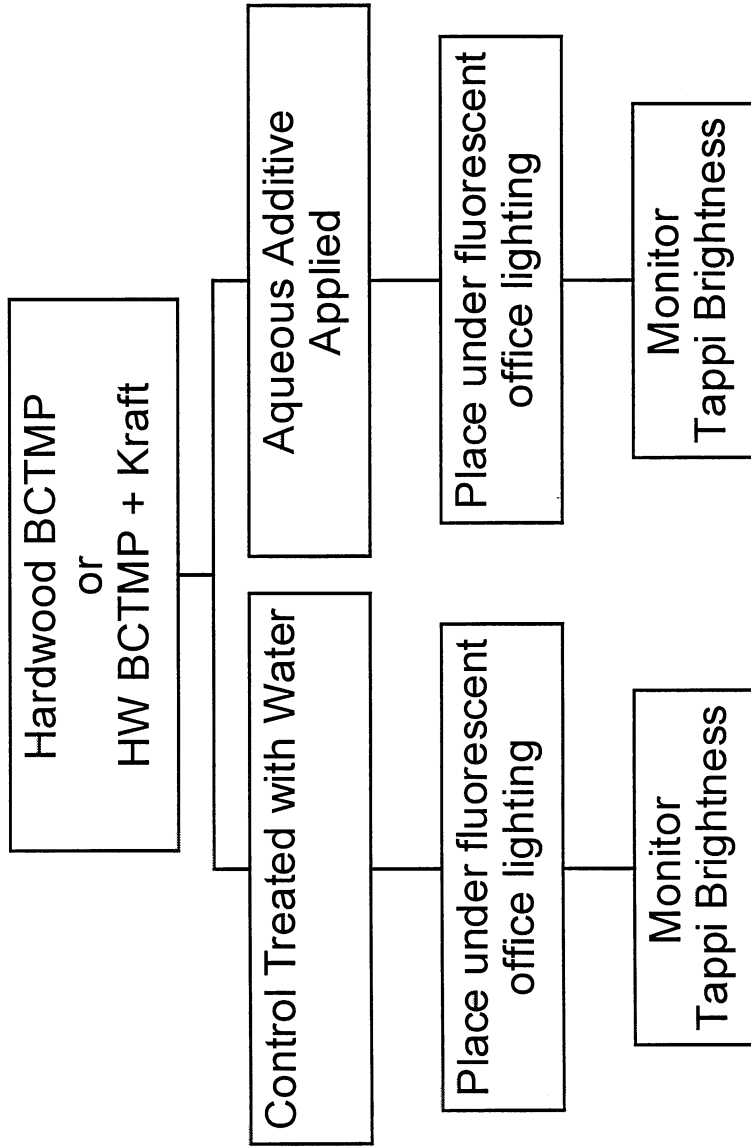 Hardwood BCTMP
or
HW BCTMP + Kraft
Control Treated with Water
Aqueous Additive
Applied
Place under fluorescent
office lighting
Place under fluorescent
office lighting
Monitor
Tappi Brightness
Monitor
Tappi Brightness